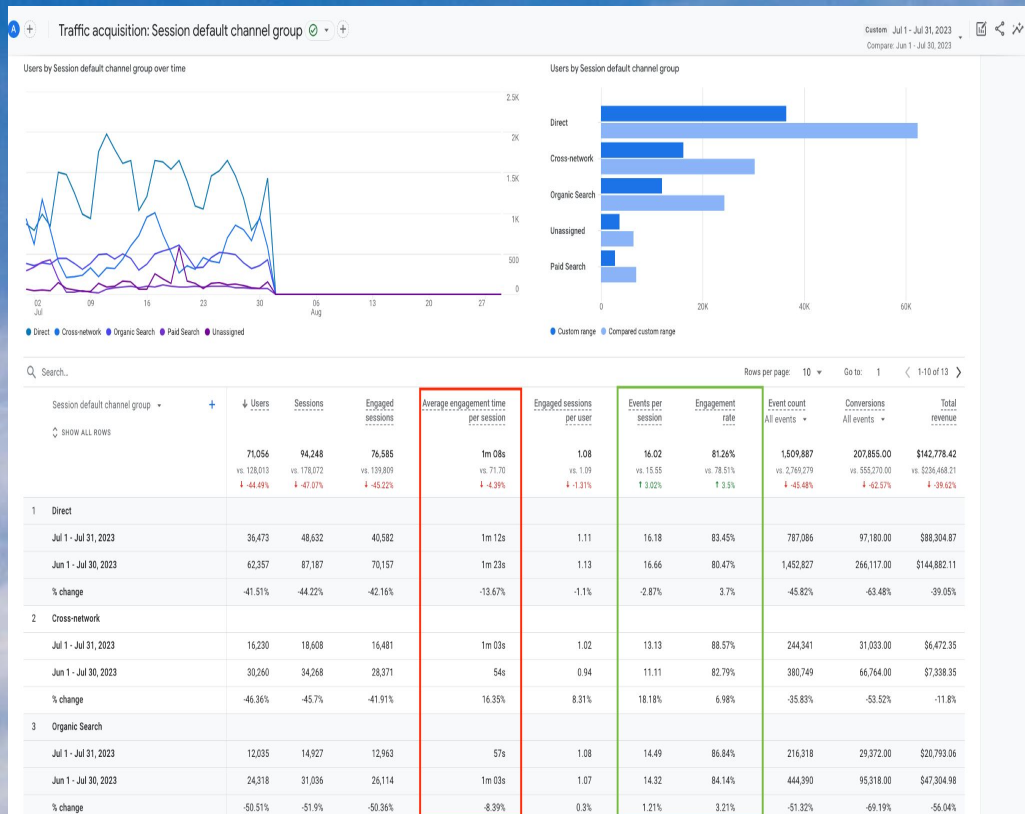 A + Traffic acquisition: Session default channel group +
Custom Jul 1 - Jul 31, 2023
Compare: Jun 1 - Jul 30, 2023
Users by Session default channel group over time
2.5K
2K
1.5K
1K
500
0
02 09 16 23 30 06 13 20 27
Jul Aug
Direct Cross-network Organic Search Paid Search Unassigned
Users by Session default channel group
Direct
Cross-network
Organic Search
Unassigned
Paid Search
0 20K 40K 60K
Custom range Compared custom range
Search... Rows per page: 10 Go to: 1 1-10 of 13
Session default channel group + Users Sessions Engaged sessions Average engagement time per session Engaged sessions per user Events per session Engagement rate Event count All events Conversions All events Total revenue
SHOW ALL ROWS
71,056 94,248 76,585 1m 08s 1.08 16.02 81.26% 1,509,887 207,855.00 $142,778.42
vs. 128,013 vs. 178,072 vs. 139,809 vs. 71.70 vs. 1.09 vs. 15.55 vs. 78.51% vs. 2,769,279 vs. 555,270.00 vs. $236,468.21
↓ -44.49% ↓ -47.07% ↓ -45.22% ↓ -4.39% ↓ -1.31% ↑ 3.02% ↑ 3.5% ↓ -45.48% ↓ -62.57% ↓ -39.62%
1 Direct
Jul 1 - Jul 31, 2023 36,473 48,632 40,582 1m 12s 1.11 16.18 83.45% 787,086 97,180.00 $88,304.87
Jun 1 - Jul 30, 2023 62,357 87,187 70,157 1m 23s 1.13 16.66 80.47% 1,452,827 266,117.00 $144,882.11
% change -41.51% -44.22% -42.16% -13.67% -1.1% -2.87% 3.7% -45.82% -63.48% -39.05%
2 Cross-network
Jul 1 - Jul 31, 2023 16,230 18,608 16,481 1m 03s 1.02 13.13 88.57% 244,341 31,033.00 $6,472.35
Jun 1 - Jul 30, 2023 30,260 34,268 28,371 54s 0.94 11.11 82.79% 380,749 66,764.00 $7,338.35
% change -46.36% -45.7% -41.91% 16.35% 8.31% 18.18% 6.98% -35.83% -53.52% -11.8%
3 Organic Search
Jul 1 - Jul 31, 2023 12,035 14,927 12,963 57s 1.08 14.49 86.84% 216,318 29,372.00 $20,793.06
Jun 1 - Jul 30, 2023 24,318 31,036 26,114 1m 03s 1.07 14.32 84.14% 444,390 95,318.00 $47,304.98
% change -50.51% -51.9% -50.36% -8.39% 0.3% 1.21% 3.21% -51.32% -69.19% -56.04%